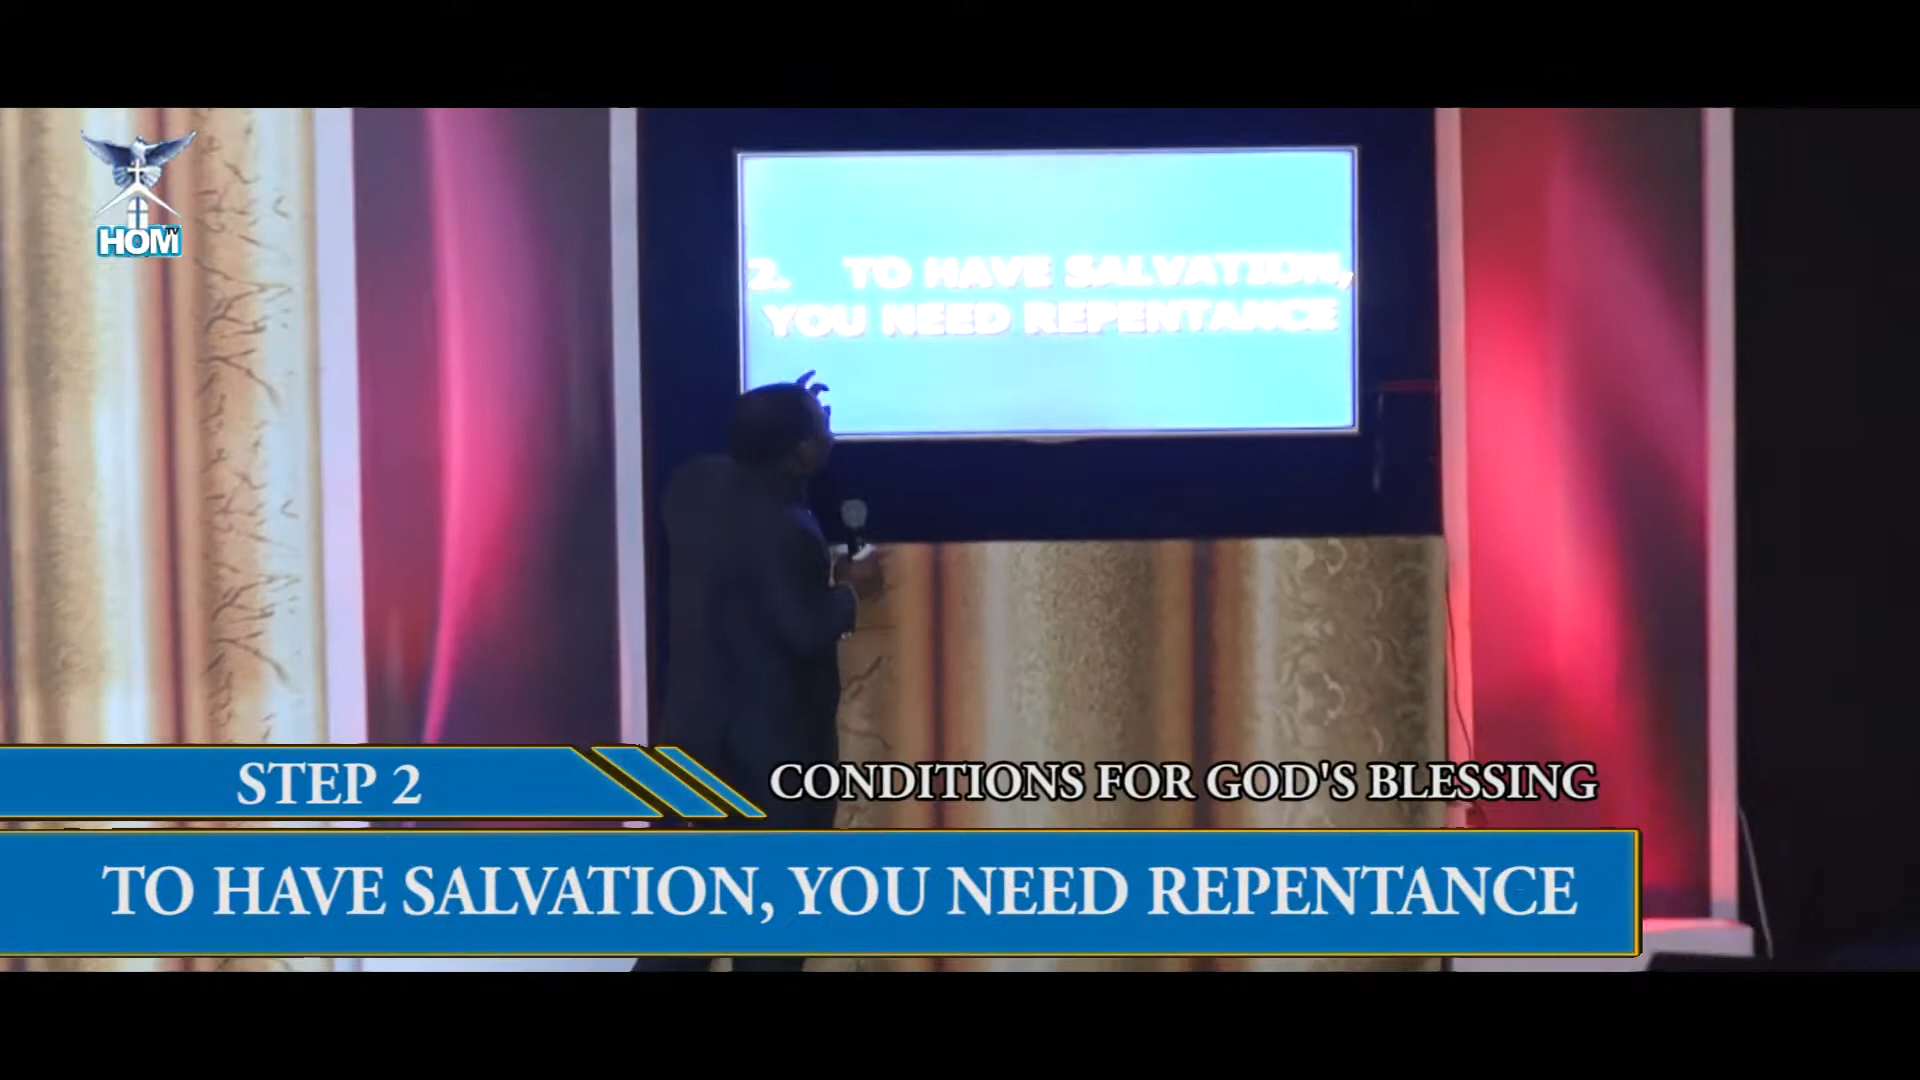 HOM TV
2. TO HAVE SALVATION,
YOU NEED REPENTANCE
STEP 2
CONDITIONS FOR GOD'S BLESSING
TO HAVE SALVATION, YOU NEED REPENTANCE